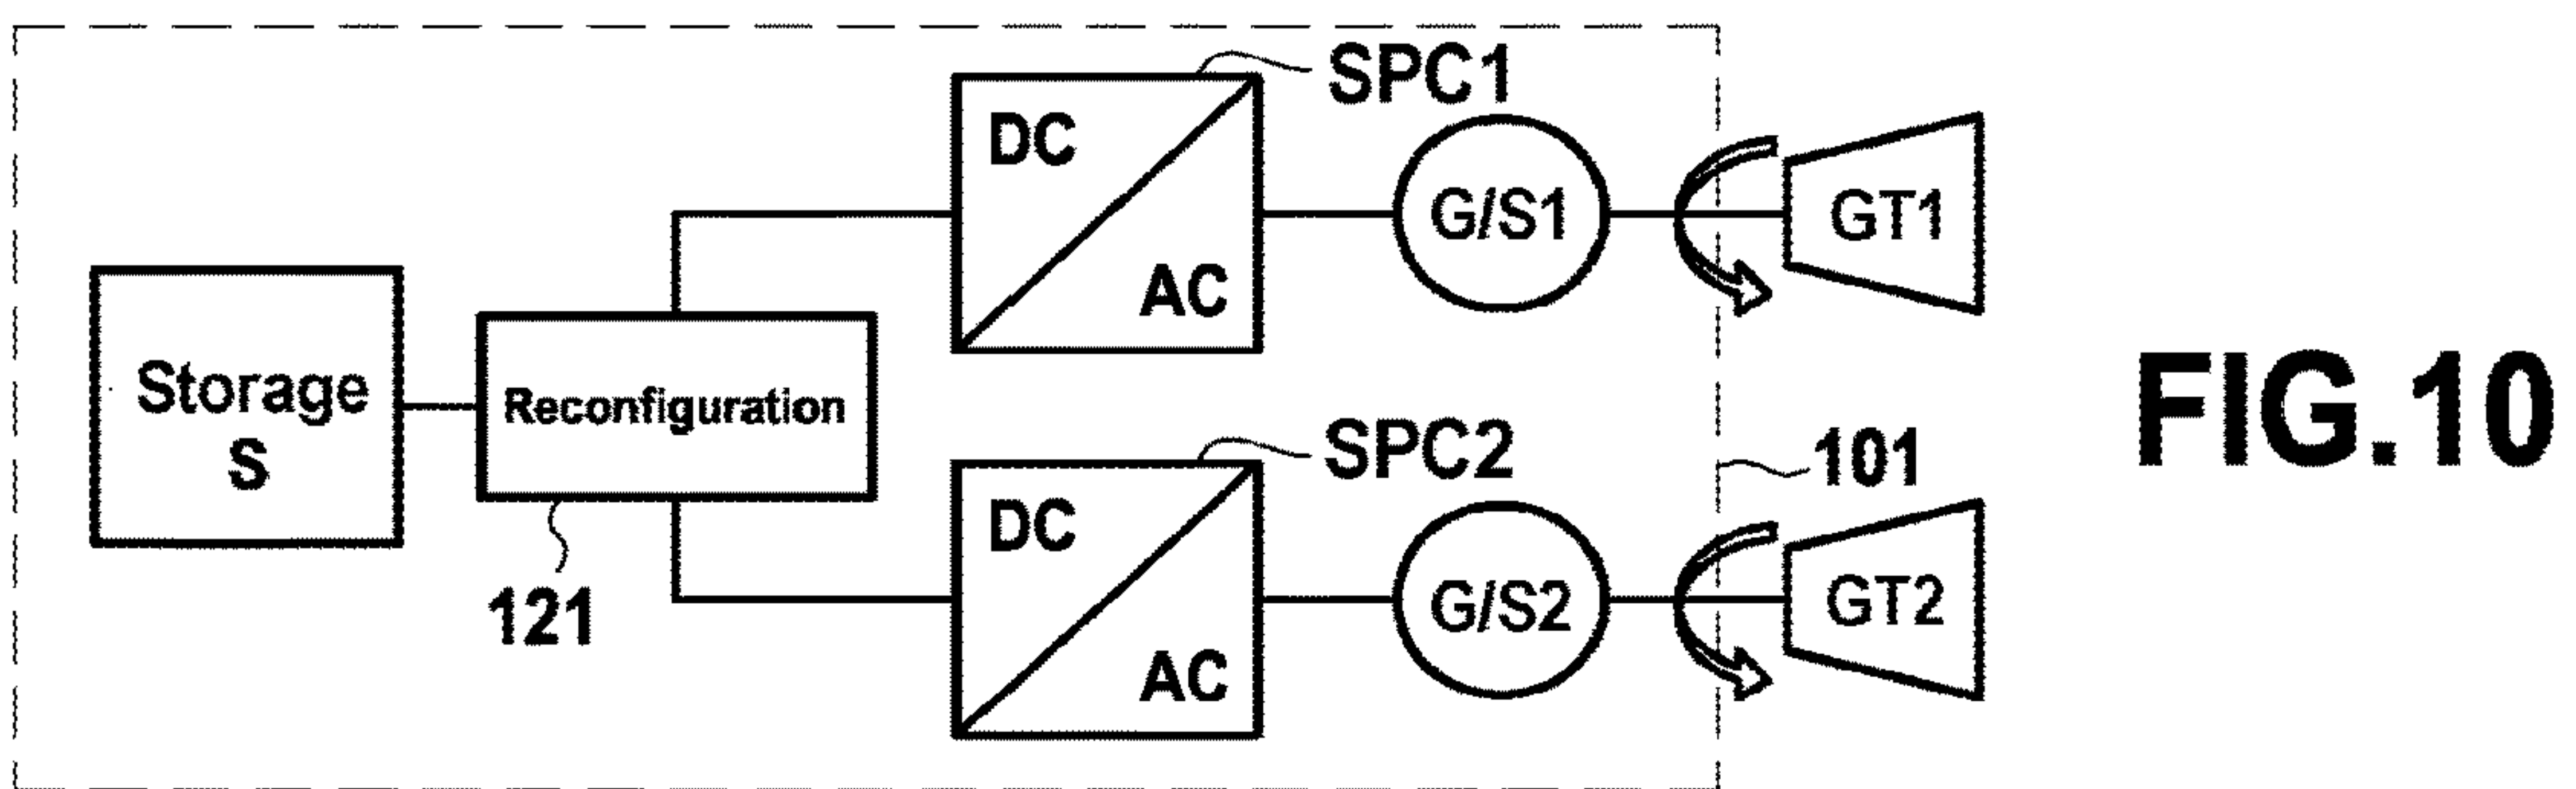 SPC1
DC
AC
G/S1
GT1
Storage
S
Reconfiguration
121
SPC2
DC
AC
G/S2
101
GT2
FIG.10